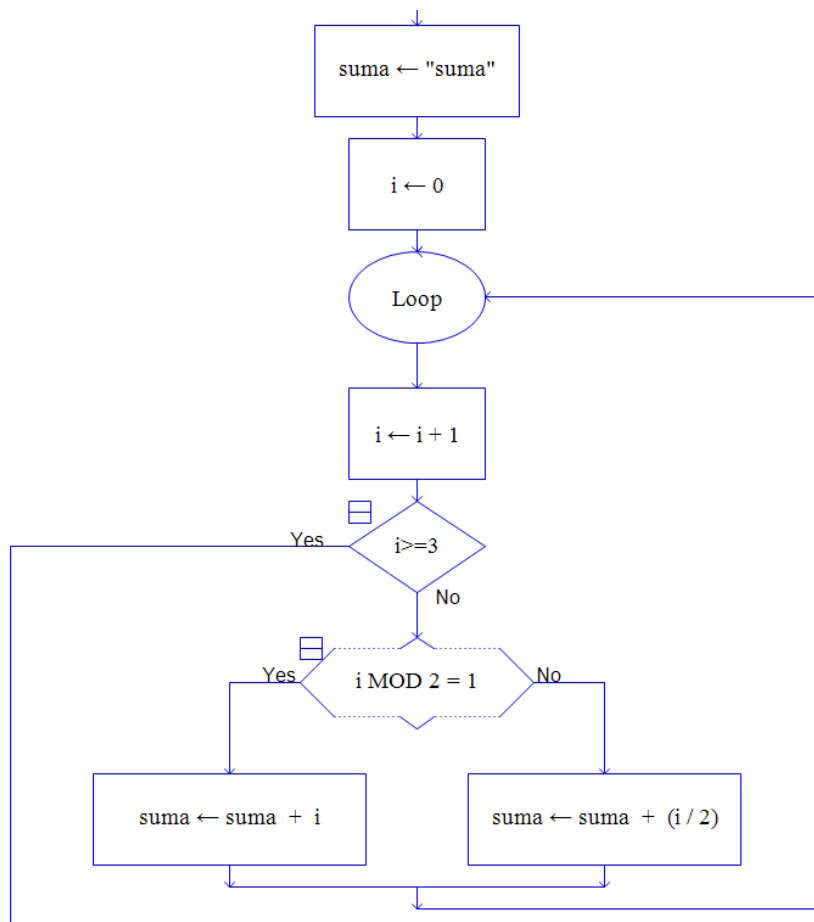 suma ← "suma"
i ← 0
Loop
i ← i + 1
Yes
i>=3
No
Yes
i MOD 2 = 1
No
suma ← suma + i
suma ← suma + (i / 2)